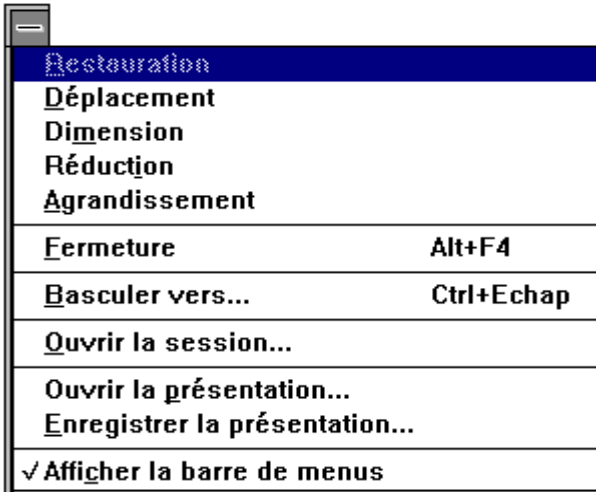 Restauration
Déplacement
Dimension
Réduction
Agrandissement
Fermeture Alt+F4
Basculer vers... Ctrl+Echap
Ouvrir la session...
Ouvrir la présentation...
Enregistrer la présentation...
√ Afficher la barre de menus